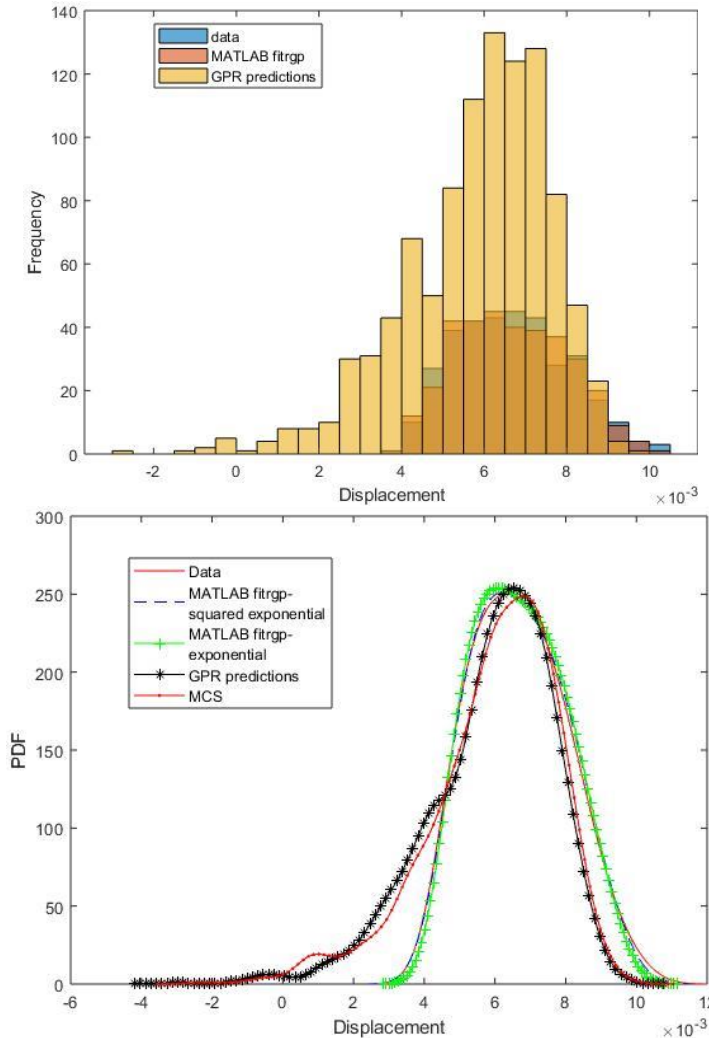 140
120
100
80
60
40
20
0
Frequency
data
MATLAB fitrgp
GPR predictions
-2 0 2 4 6 8 10
Displacement
×10-3
300
250
200
150
100
50
0
PDF
Data
MATLAB fitrgp-
squared exponential
MATLAB fitrgp-
exponential
GPR predictions
MCS
-6 -4 -2 0 2 4 6 8 10 12
Displacement
×10-3